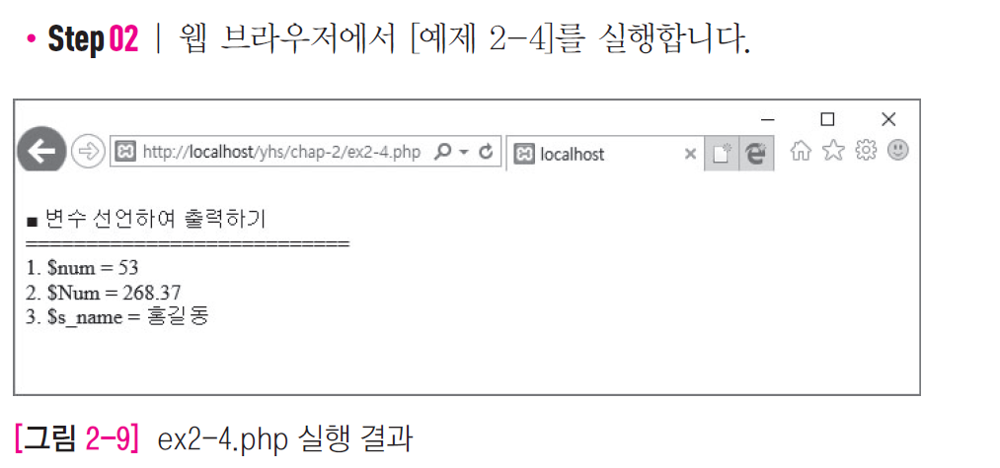 • Step 02 | 웹 브라우저에서 [예제 2-4]를 실행합니다.
http://localhost/yhs/chap-2/ex2-4.php
localhost
■ 변수 선언하여 출력하기
===========================
1. $num = 53
2. $Num = 268.37
3. $s_name = 홍길동
[그림 2-9] ex2-4.php 실행 결과